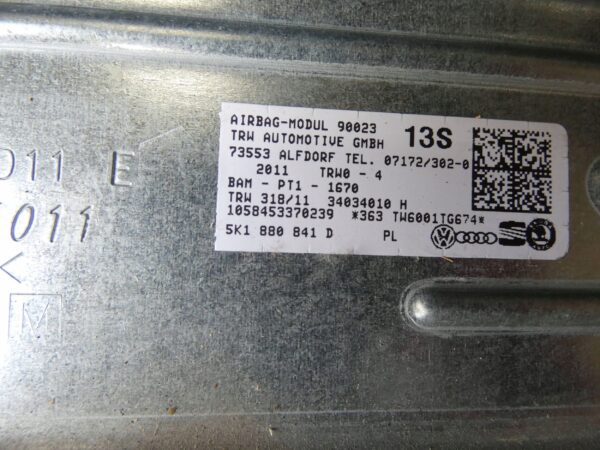 AIRBAG-MODUL 90023
TRW AUTOMOTIVE GMBH 13S
73553 ALFDORF TEL. 07172/302-0
2011 TRW0 - 4
BAM - PT1 - 1670
TRW 318/11 34034010 H
1058453370239 *363 TW6001TG674*
5K1 880 841 D PL
011 E
011
<
M